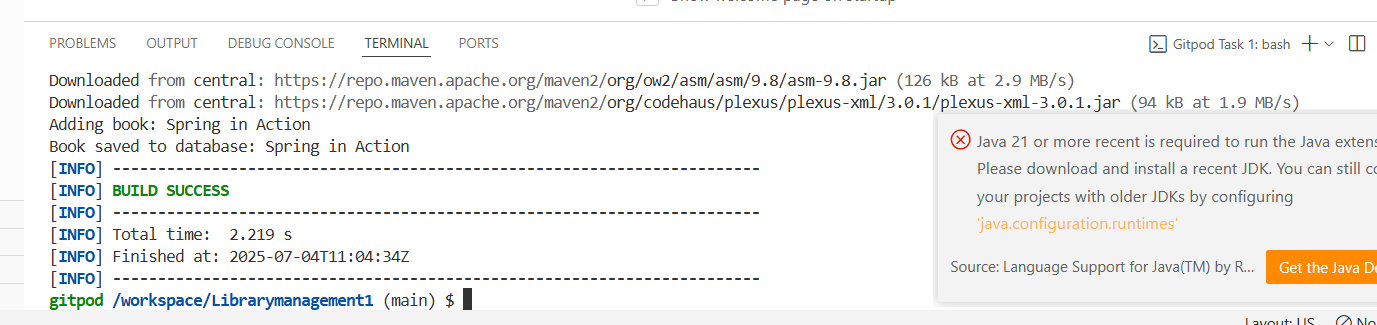 PROBLEMS OUTPUT DEBUG CONSOLE TERMINAL PORTS Gitpod Task 1: bash
Downloaded from central: https://repo.maven.apache.org/maven2/org/ow2/asm/asm/9.8/asm-9.8.jar (126 kB at 2.9 MB/s)
Downloaded from central: https://repo.maven.apache.org/maven2/org/codehaus/plexus/plexus-xml/3.0.1/plexus-xml-3.0.1.jar (94 kB at 1.9 MB/s)
Adding book: Spring in Action
Book saved to database: Spring in Action
[INFO] ------------------------------------------------------------------------
[INFO] BUILD SUCCESS
[INFO] ------------------------------------------------------------------------
[INFO] Total time:  2.219 s
[INFO] Finished at: 2025-07-04T11:04:34Z
[INFO] ------------------------------------------------------------------------
gitpod /workspace/Librarymanagement1 (main) $
Java 21 or more recent is required to run the Java extens
Please download and install a recent JDK. You can still co
your projects with older JDKs by configuring
'java.configuration.runtimes'
Source: Language Support for Java(TM) by R... Get the Java De